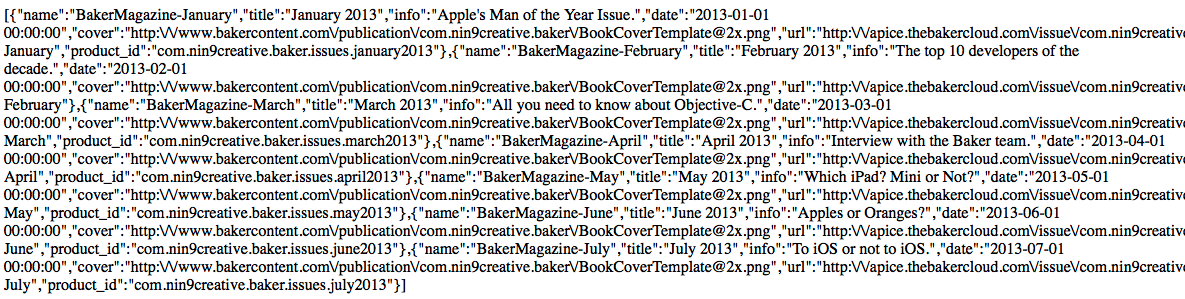 [{"name":"BakerMagazine-January","title":"January 2013","info":"Apple's Man of the Year Issue.","date":"2013-01-01
00:00:00","cover":"http:\/\/www.bakercontent.com\/publication\/com.nin9creative.baker\/BookCoverTemplate@2x.png","url":"http:\/\/apice.thebakercloud.com\/issue\/com.nin9creative
January","product_id":"com.nin9creative.baker.issues.january2013"},{"name":"BakerMagazine-February","title":"February 2013","info":"The top 10 developers of the
decade.","date":"2013-02-01
00:00:00","cover":"http:\/\/www.bakercontent.com\/publication\/com.nin9creative.baker\/BookCoverTemplate@2x.png","url":"http:\/\/apice.thebakercloud.com\/issue\/com.nin9creative
February"},{"name":"BakerMagazine-March","title":"March 2013","info":"All you need to know about Objective-C.","date":"2013-03-01
00:00:00","cover":"http:\/\/www.bakercontent.com\/publication\/com.nin9creative.baker\/BookCoverTemplate@2x.png","url":"http:\/\/apice.thebakercloud.com\/issue\/com.nin9creative
March","product_id":"com.nin9creative.baker.issues.march2013"},{"name":"BakerMagazine-April","title":"April 2013","info":"Interview with the Baker team.","date":"2013-04-01
00:00:00","cover":"http:\/\/www.bakercontent.com\/publication\/com.nin9creative.baker\/BookCoverTemplate@2x.png","url":"http:\/\/apice.thebakercloud.com\/issue\/com.nin9creative
April","product_id":"com.nin9creative.baker.issues.april2013"},{"name":"BakerMagazine-May","title":"May 2013","info":"Which iPad? Mini or Not?","date":"2013-05-01
00:00:00","cover":"http:\/\/www.bakercontent.com\/publication\/com.nin9creative.baker\/BookCoverTemplate@2x.png","url":"http:\/\/apice.thebakercloud.com\/issue\/com.nin9creative
May","product_id":"com.nin9creative.baker.issues.may2013"},{"name":"BakerMagazine-June","title":"June 2013","info":"Apples or Oranges?","date":"2013-06-01
00:00:00","cover":"http:\/\/www.bakercontent.com\/publication\/com.nin9creative.baker\/BookCoverTemplate@2x.png","url":"http:\/\/apice.thebakercloud.com\/issue\/com.nin9creative
June","product_id":"com.nin9creative.baker.issues.june2013"},{"name":"BakerMagazine-July","title":"July 2013","info":"To iOS or not to iOS.","date":"2013-07-01
00:00:00","cover":"http:\/\/www.bakercontent.com\/publication\/com.nin9creative.baker\/BookCoverTemplate@2x.png","url":"http:\/\/apice.thebakercloud.com\/issue\/com.nin9creative
July","product_id":"com.nin9creative.baker.issues.july2013"}]